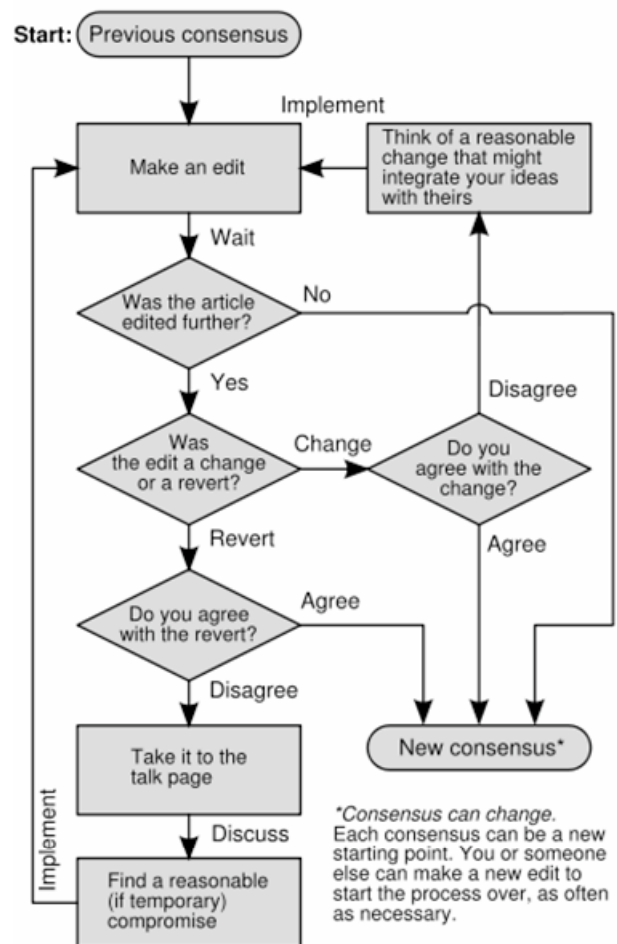 Start: Previous consensus
Implement
Make an edit
Think of a reasonable
change that might
integrate your ideas
with theirs
Wait
Was the article
edited further?
No
Yes
Disagree
Was
the edit a change
or a revert?
Change
Do you
agree with the
change?
Revert
Agree
Do you agree
with the revert?
Agree
Disagree
Take it to the
talk page
New consensus*
Discuss
Implement
Find a reasonable
(if temporary)
compromise
*Consensus can change.
Each consensus can be a new
starting point. You or someone
else can make a new edit to
start the process over, as often
as necessary.